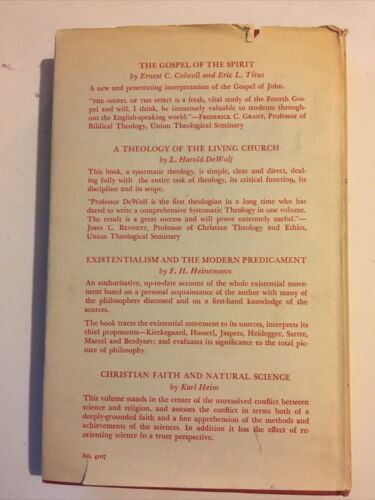 THE GOSPEL OF THE SPIRIT
by Ernest C. Colwell and Eric L. Titus
A new and penetrating interpretation of the Gospel of John.
"THE GOSPEL OF THE SPIRIT is a fresh, vital study of the Fourth Gos-
pel and will, I think, be immensely valuable to students through-
out the English-speaking world."—FREDERICK C. GRANT, Professor of
Biblical Theology, Union Theological Seminary
A THEOLOGY OF THE LIVING CHURCH
by L. Harold DeWolf
This book, a systematic theology, is simple, clear and direct, deal-
ing fully with the entire task of theology, its critical function, its
discipline and its scope.
"Professor DeWolf is the first theologian in a long time who has
dared to write a comprehensive Systematic Theology in one volume.
The result is a great success and will prove extremely useful."—
JOHN C. BENNETT, Professor of Christian Theology and Ethics,
Union Theological Seminary
EXISTENTIALISM AND THE MODERN PREDICAMENT
by F. H. Heinemann
An authoritative, up-to-date account of the whole existential move-
ment based on a personal acquaintance of the author with many of
the philosophers discussed and on a first-hand knowledge of the
sources.
The book traces the existential movement to its sources, interprets its
chief proponents—Kierkegaard, Husserl, Jaspers, Heidegger, Sartre,
Marcel and Berdyaev; and evaluates its significance to the total pic-
ture of philosophy.
CHRISTIAN FAITH AND NATURAL SCIENCE
by Karl Heim
This volume stands in the center of the unresolved conflict between
science and religion, and assesses the conflict in terms both of a
deeply-grounded faith and a fine apprehension of the methods and
achievements of the sciences. In addition it has the effect of re-
orienting science in a truer perspective.
No. 4107